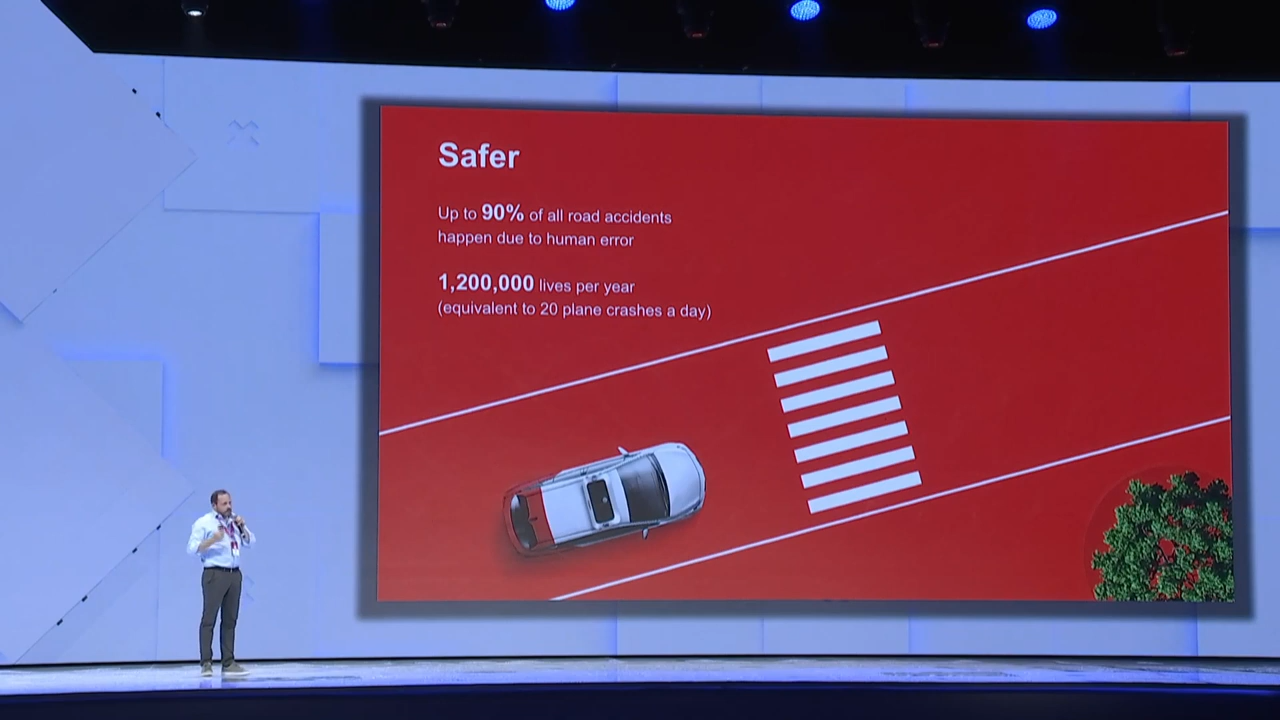 Safer
Up to 90% of all road accidents
happen due to human error
1,200,000 lives per year
(equivalent to 20 plane crashes a day)